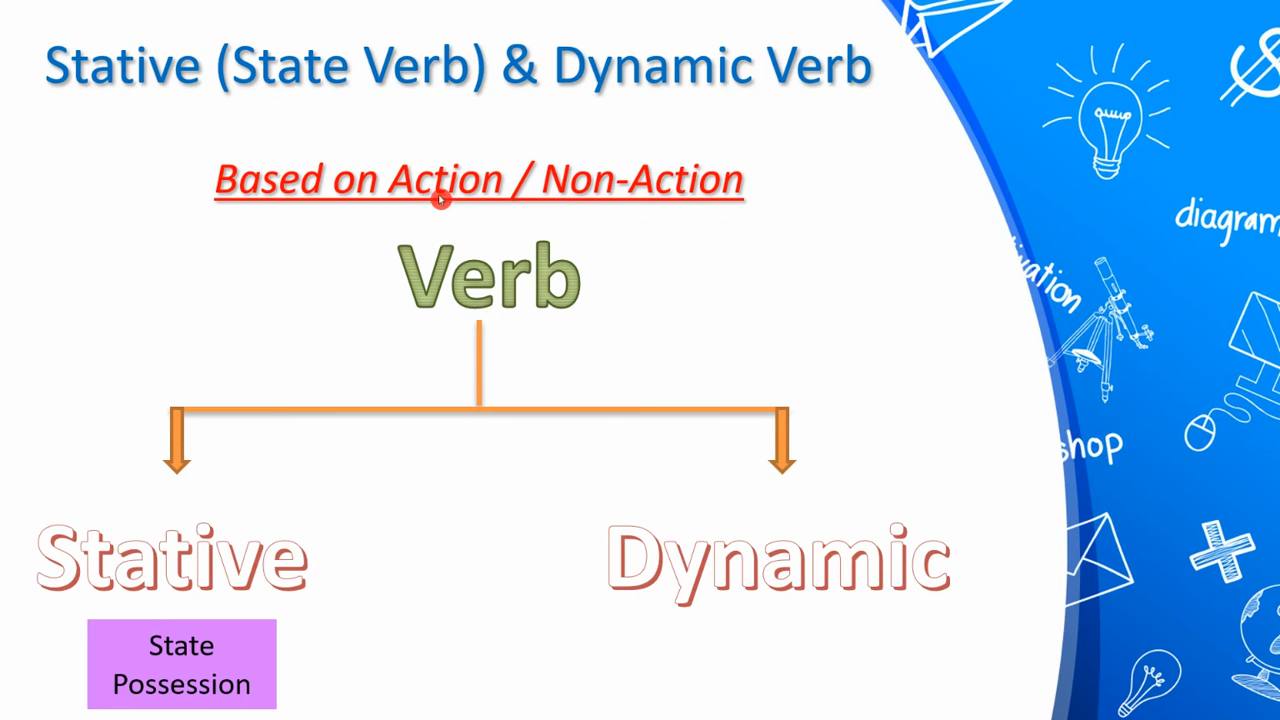 Stative (State Verb) & Dynamic Verb
Based on Action / Non-Action
Verb
Stative
Dynamic
State
Possession
diagram
shop